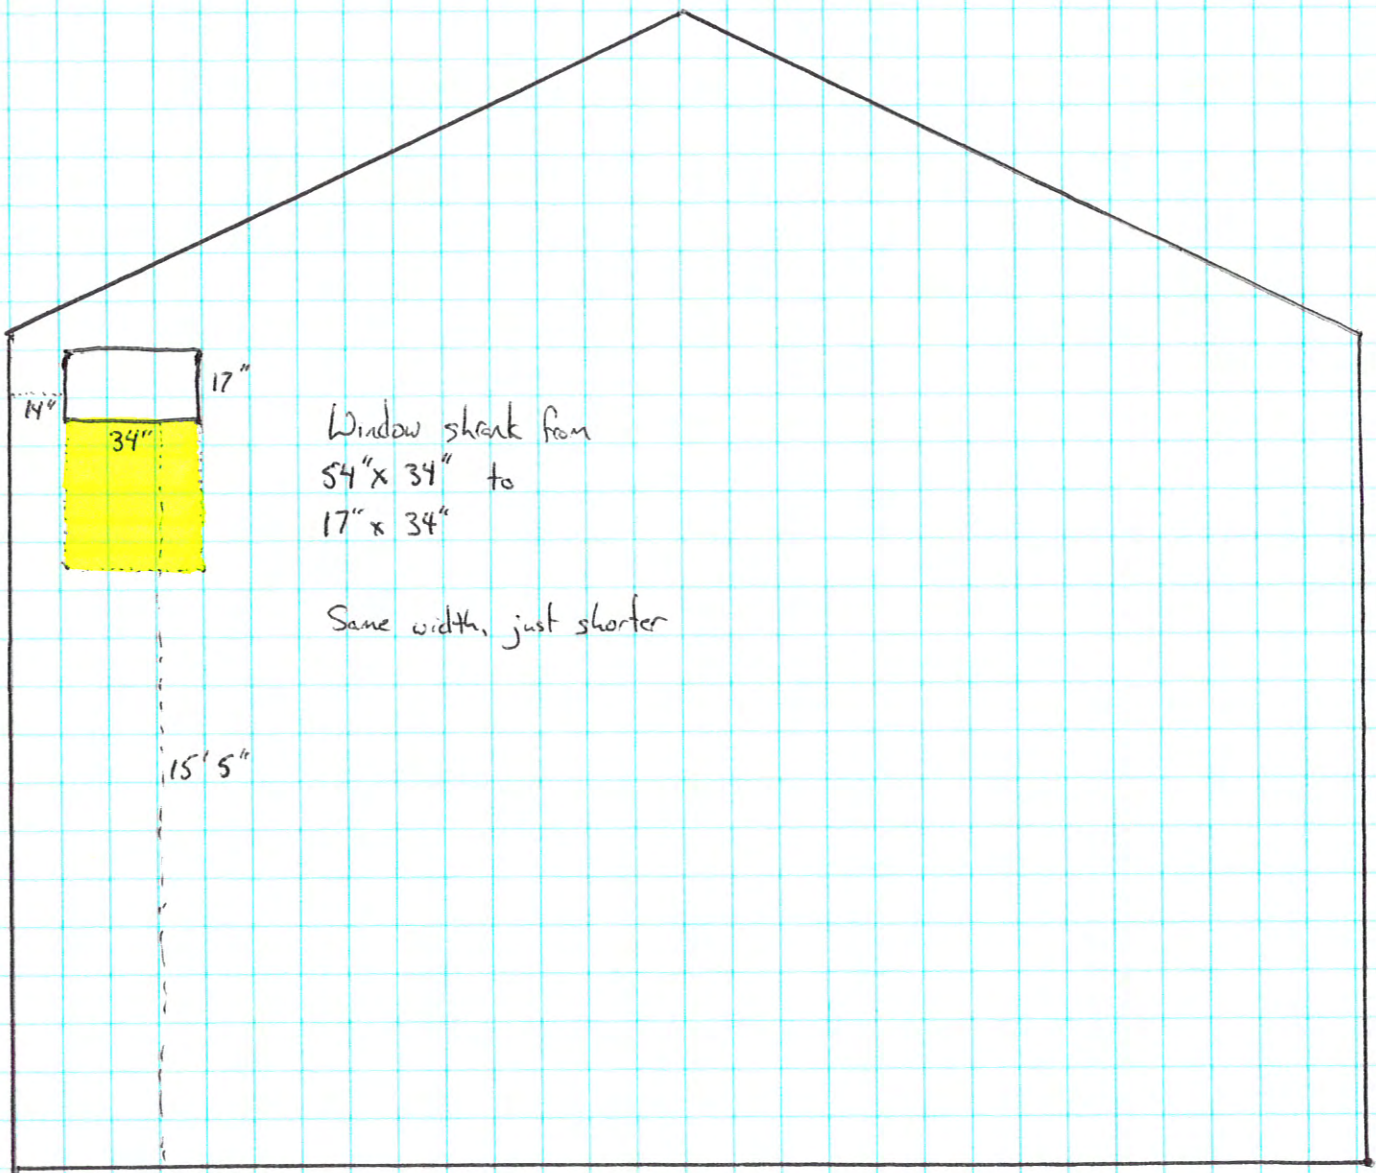 17"
14"
34"
Window shrank from
54" x 34" to
17" x 34"
Same width, just shorter
15' 5"